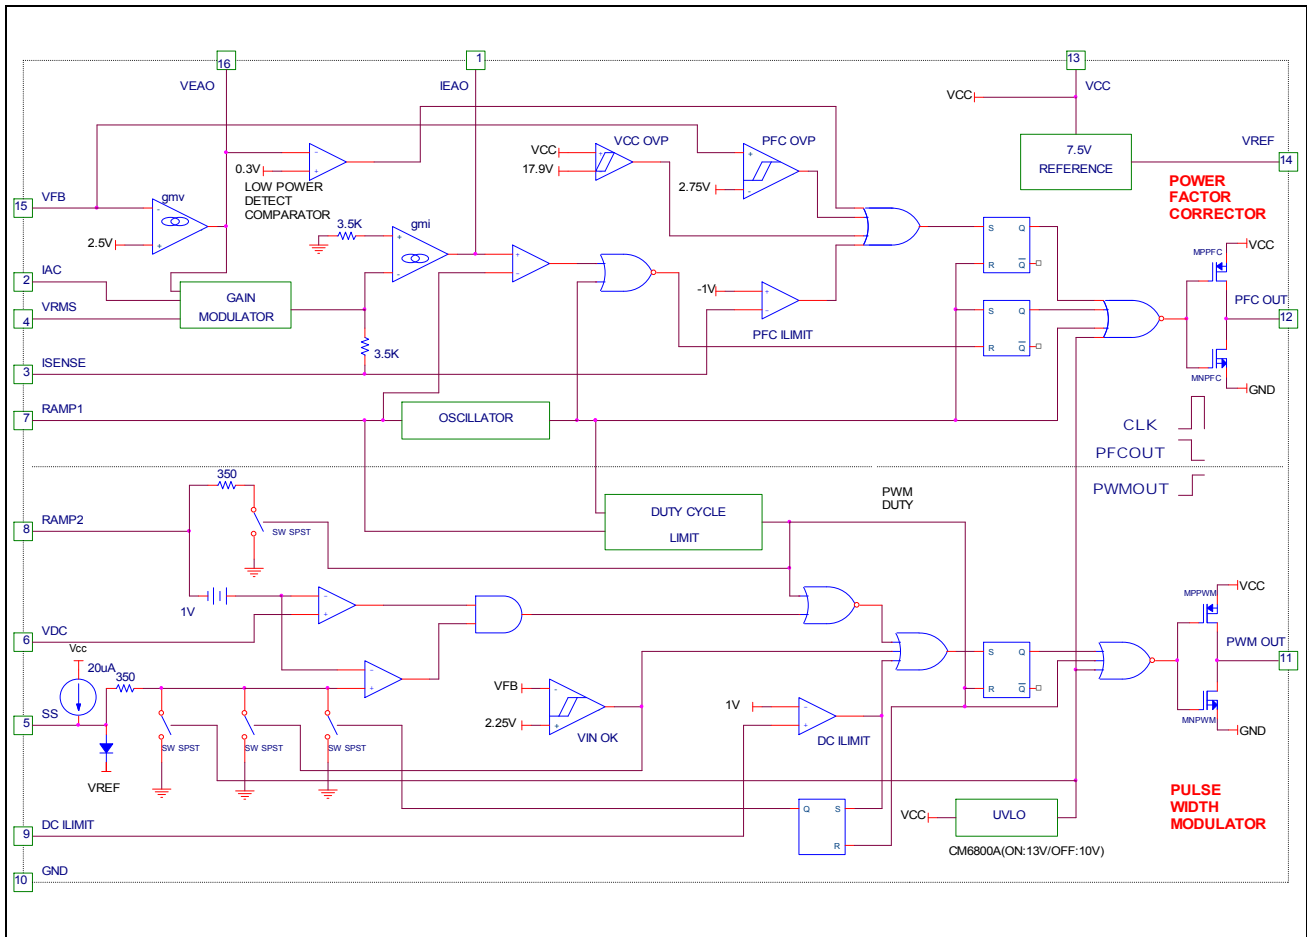 16
1
13
VEAO
IEAO
VCC
VCC
VCC OVP
PFC OVP
VCC
17.9V
2.75V
0.3V
LOW POWER
DETECT
COMPARATOR
7.5V
REFERENCE
VREF
14
POWER
FACTOR
CORRECTOR
15
VFB
gmv
2.5V
3.5K
gmi
S
Q
R
Q
VCC
MPPFC
2
IAC
4
VRMS
GAIN
MODULATOR
-1V
PFC ILIMIT
S
Q
R
Q
PFC OUT
12
3.5K
3
ISENSE
MNPFC
GND
7
RAMP1
OSCILLATOR
CLK
PFCOUT
PWMOUT
350
PWM
DUTY
8
RAMP2
SW SPST
DUTY CYCLE
LIMIT
1V
VCC
MPPWM
6
VDC
Vcc
20uA
350
S
Q
R
Q
PWM OUT
11
5
SS
VFB
2.25V
VIN OK
1V
DC ILIMIT
MNPWM
GND
SW SPST
SW SPST
SW SPST
VREF
PULSE
WIDTH
MODULATOR
Q
S
R
VCC
UVLO
CM6800A(ON:13V/OFF:10V)
9
DC ILIMIT
10
GND